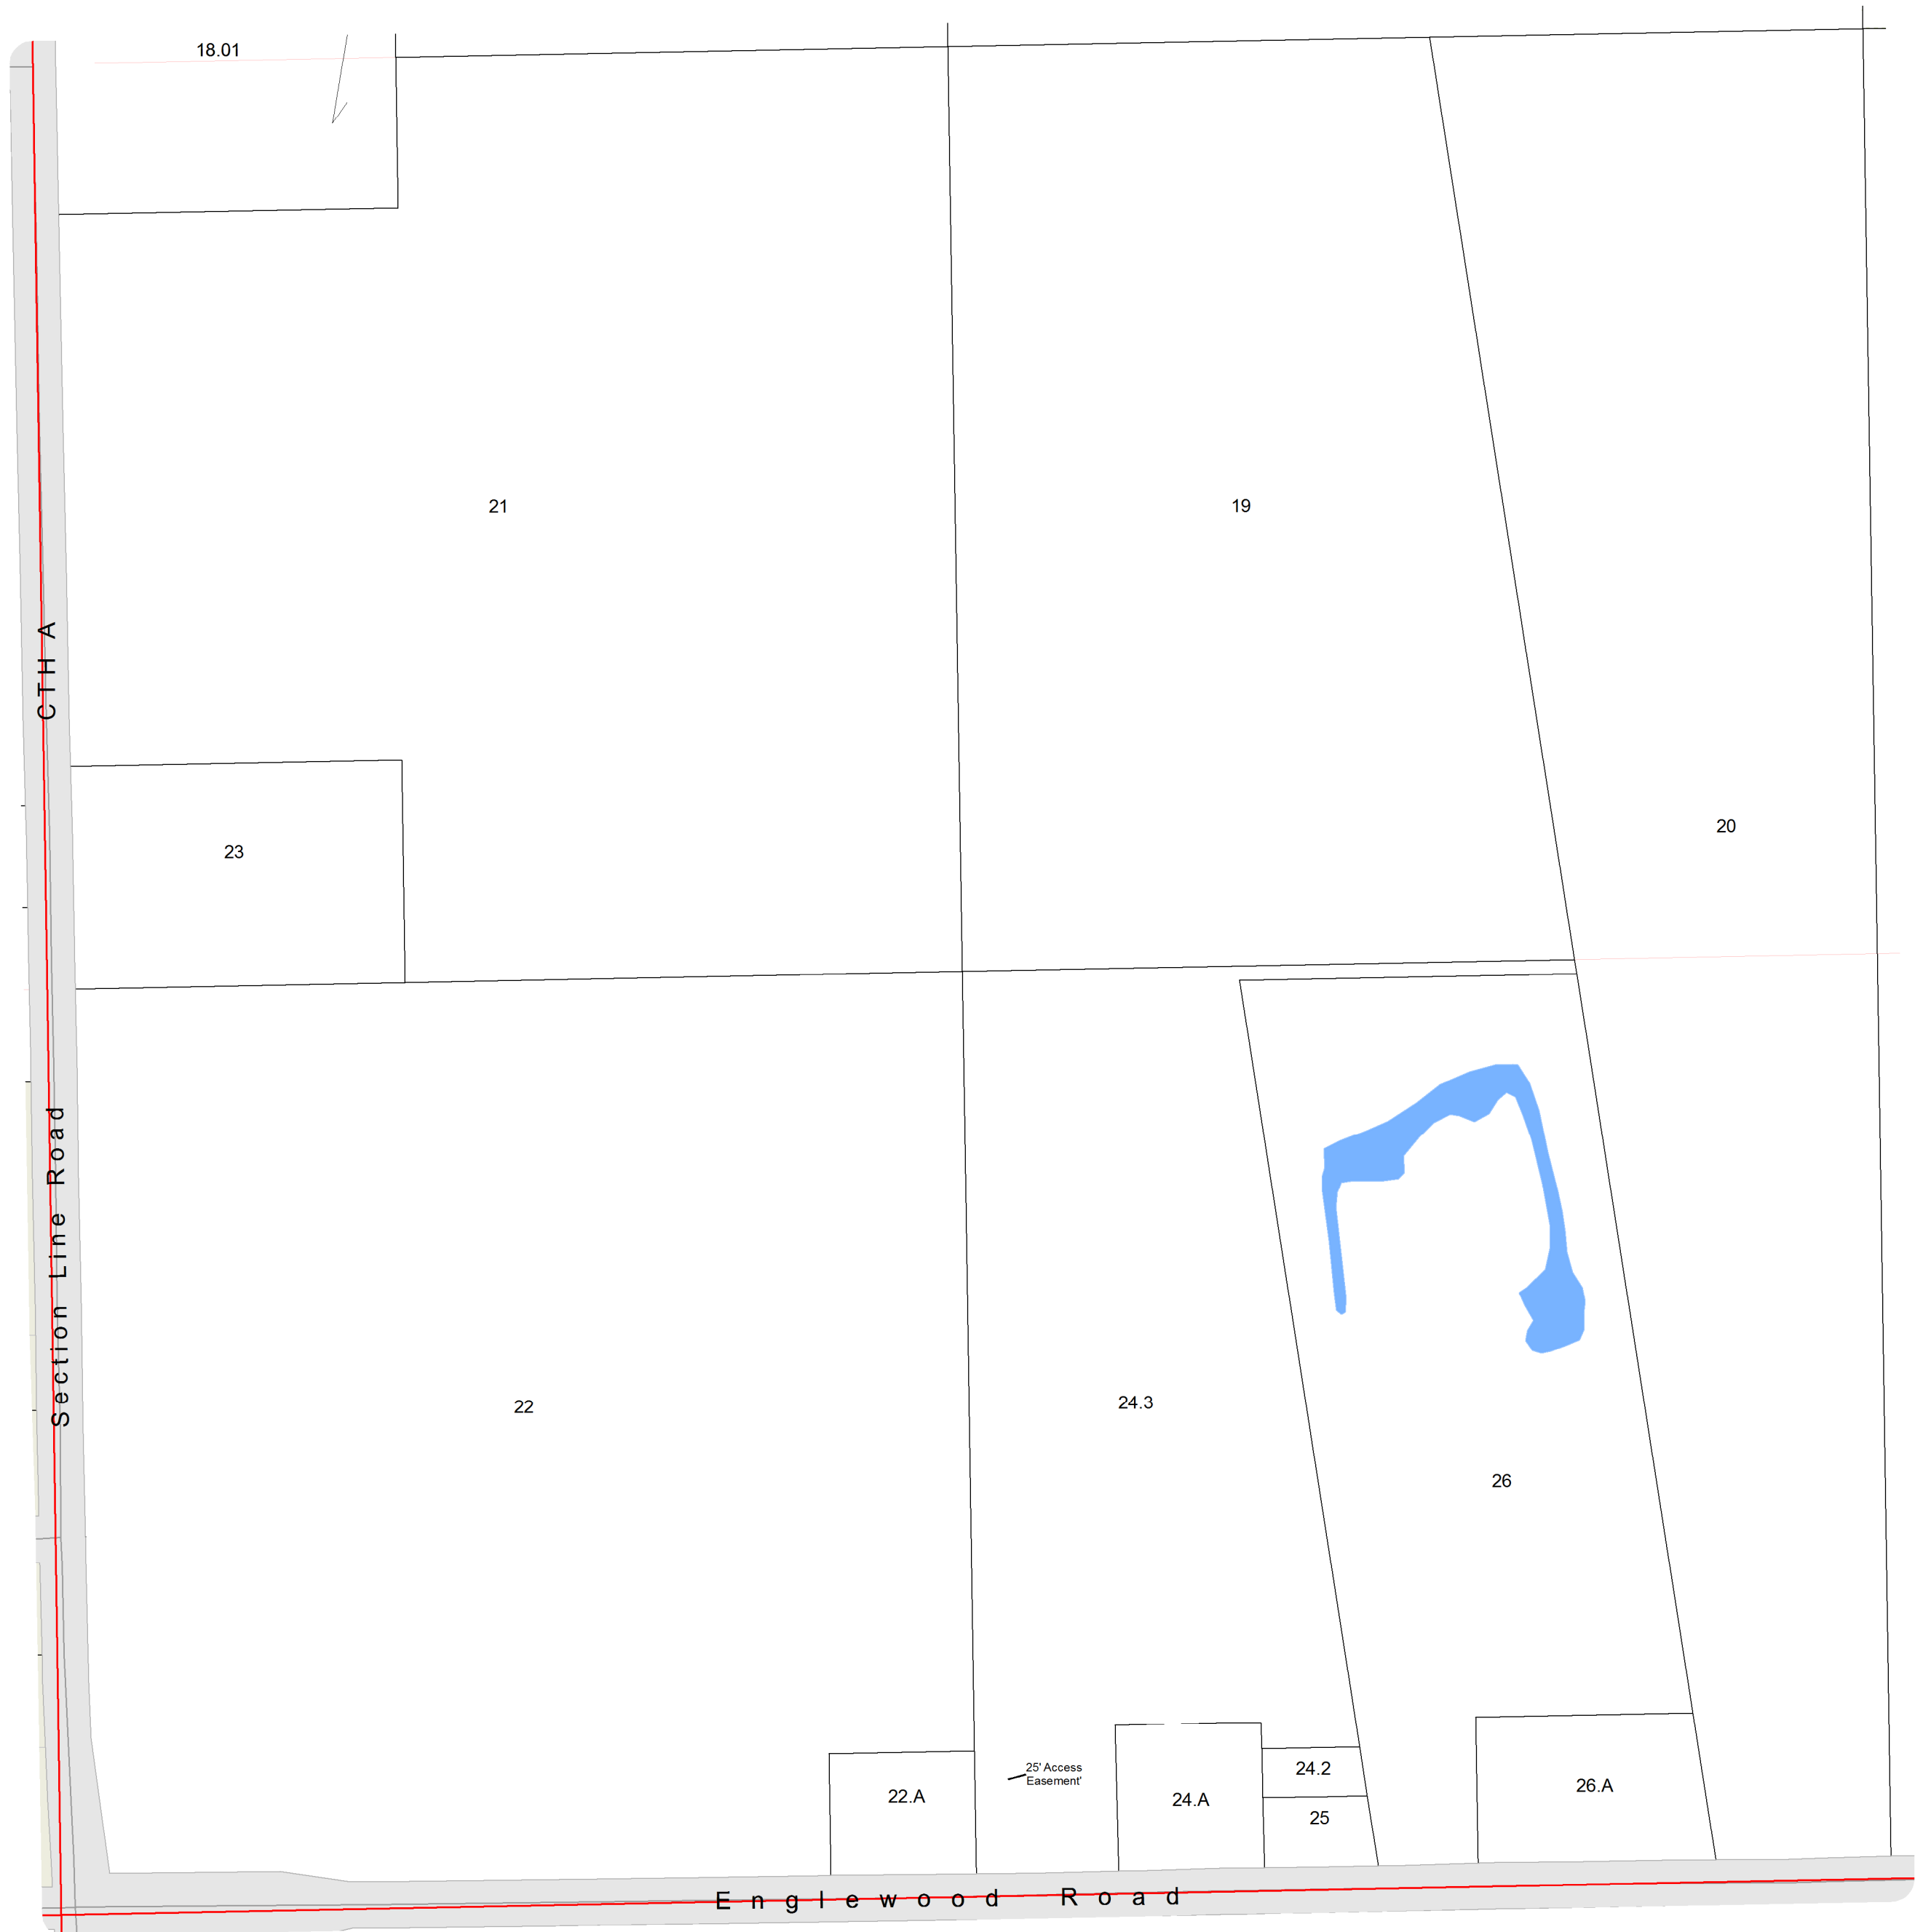 18.01
21
19
CTH A
20
23
Section Line Road
24.3
22
26
25' Access
Easement'
24.2
26.A
22.A
24.A
25
Englewood Road